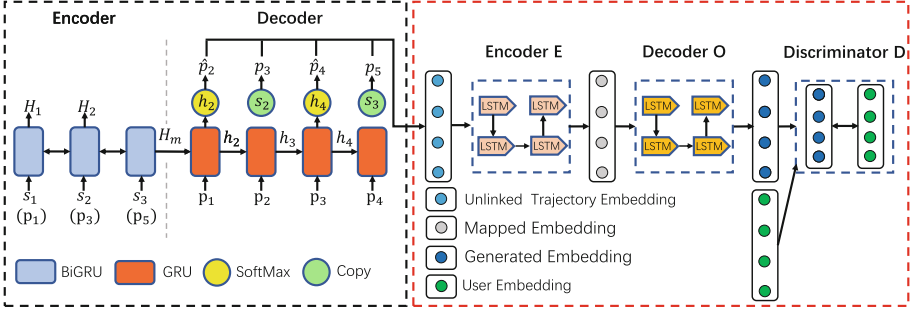 Encoder
Decoder
p̂₂ p₃ p̂₄ p₅
h₂ s₂ h₄ s₃
H₁ H₂
Hₘ h₂ h₃ h₄
s₁ s₂ s₃
(p₁) (p₃) (p₅)
p₁ p₂ p₃ p₄
BiGRU GRU SoftMax Copy
Encoder E Decoder O Discriminator D
LSTM LSTM LSTM LSTM
LSTM LSTM LSTM LSTM
Unlinked Trajectory Embedding
Mapped Embedding
Generated Embedding
User Embedding